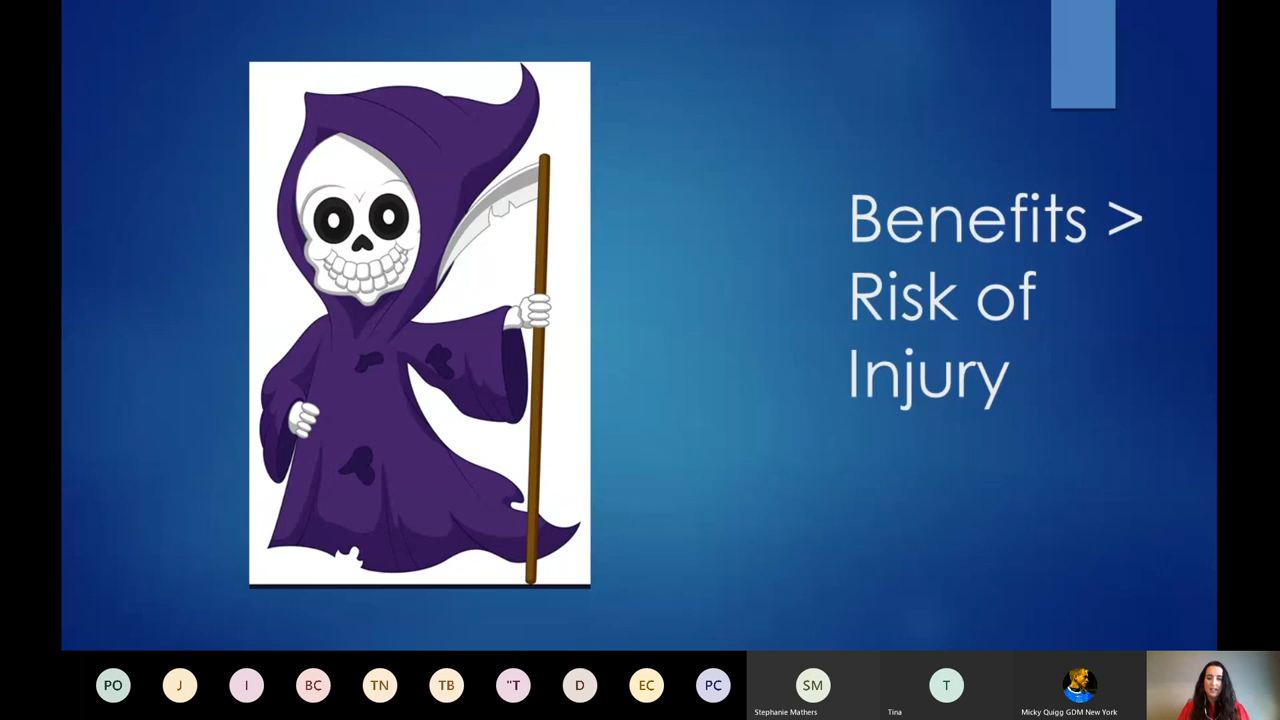 Benefits >
Risk of
Injury
PO
J
I
BC
TN
TB
"T
D
EC
PC
SM
T
Stephanie Mathers
Tina
Micky Quigg GDM New York